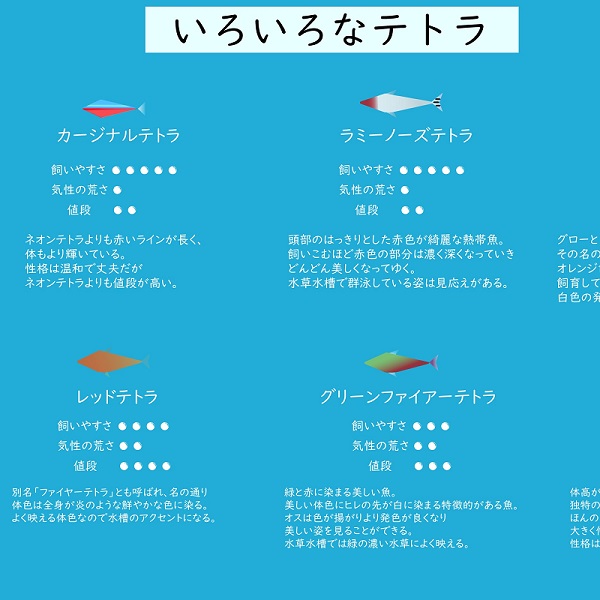 いろいろなテトラ
カージナルテトラ
飼いやすさ
気性の荒さ
値段
ネオンテトラよりも赤いラインが長く、
体もより輝いている。
性格は温和で丈夫だが
ネオンテトラよりも値段が高い。
ラミーノーズテトラ
飼いやすさ
気性の荒さ
値段
頭部のはっきりとした赤色が綺麗な熱帯魚。
飼いこむほど赤色の部分は濃く深くなっていき
どんどん美しくなってゆく。
水草水槽で群泳している姿は見応えがある。
グローと
その名の
オレンジ
飼育して
白色の発
レッドテトラ
飼いやすさ
気性の荒さ
値段
別名「ファイヤーテトラ」とも呼ばれ、名の通り
体色は全身が炎のような鮮やかな色に染る。
よく映える体色なので水槽のアクセントになる。
グリーンファイアーテトラ
飼いやすさ
気性の荒さ
値段
緑と赤に染まる美しい魚。
美しい体色にヒレの先が白に染まる特徴的がある魚。
オスは色が揚がりより発色が良くなり
美しい姿を見ることができる。
水草水槽では緑の濃い水草によく映える。
体高が
独特の
ほんの
大きく
性格は